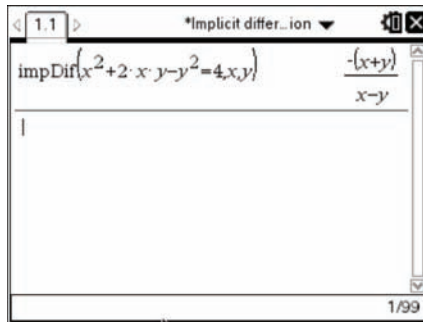 1.1 *Implicit differ...ion
impDif(x²+2·x·y−y²=4,x,y) -(x+y)/x−y
1/99